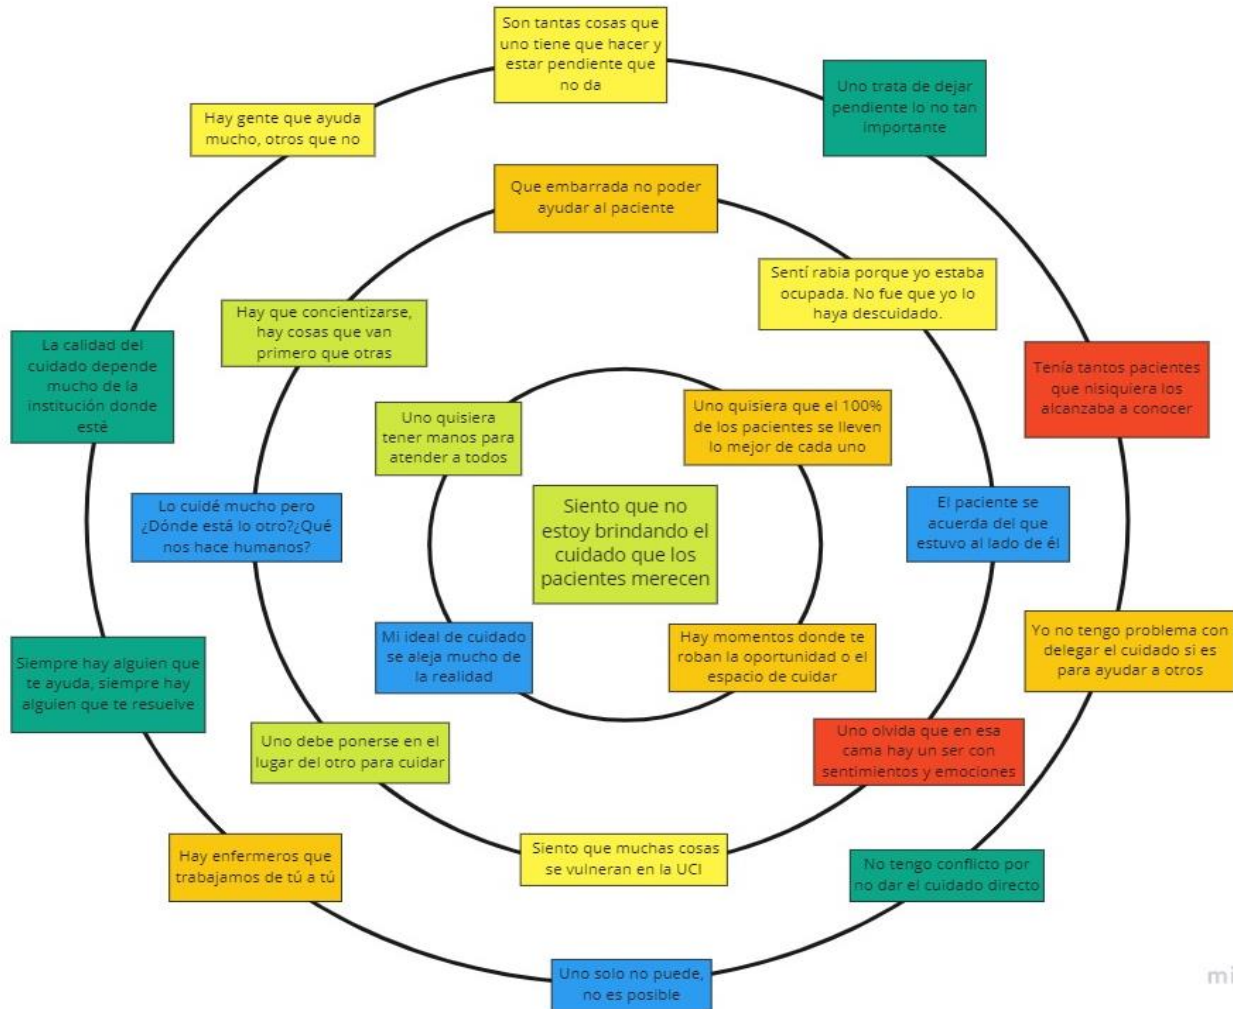 Son tantas cosas que
uno tiene que hacer y
estar pendiente que
no da
Uno trata de dejar
pendiente lo no tan
importante
Hay gente que ayuda
mucho, otros que no
Que embarrada no poder
ayudar al paciente
Sentí rabia porque yo estaba
ocupada. No fue que yo lo
haya descuidado.
Hay que concientizarse,
hay cosas que van
primero que otras
La calidad del
cuidado depende
mucho de la
institución donde
esté
Tenía tantos pacientes
que nisiquiera los
alcanzaba a conocer
Uno quisiera
tener manos para
atender a todos
Uno quisiera que el 100%
de los pacientes se lleven
lo mejor de cada uno
Lo cuidé mucho pero
¿Dónde está lo otro?¿Qué
nos hace humanos?
Siento que no
estoy brindando el
cuidado que los
pacientes merecen
El paciente se
acuerda del que
estuvo al lado de él
Siempre hay alguien que
te ayuda, siempre hay
alguien que te resuelve
Mi ideal de cuidado
se aleja mucho de
la realidad
Hay momentos donde te
roban la oportunidad o el
espacio de cuidar
Yo no tengo problema con
delegar el cuidado si es
para ayudar a otros
Uno debe ponerse en el
lugar del otro para cuidar
Uno olvida que en esa
cama hay un ser con
sentimientos y emociones
Hay enfermeros que
trabajamos de tú a tú
Siento que muchas cosas
se vulneran en la UCI
No tengo conflicto por
no dar el cuidado directo
Uno solo no puede,
no es posible
mi